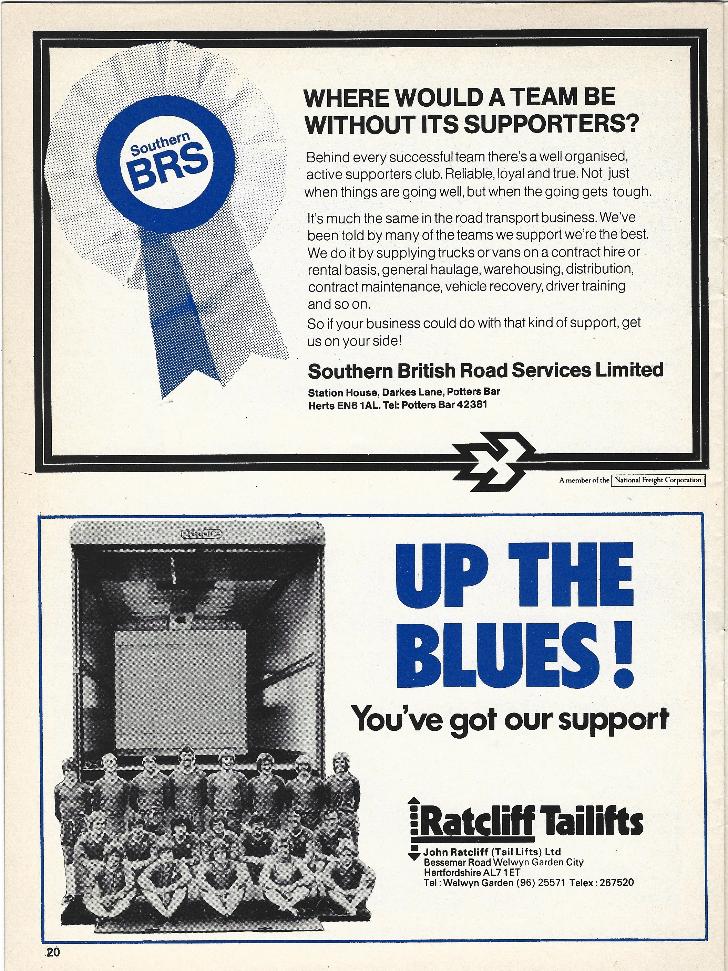 Southern
BRS
WHERE WOULD A TEAM BE
WITHOUT ITS SUPPORTERS?
Behind every successful team there's a well organised,
active supporters club. Reliable, loyal and true. Not just
when things are going well, but when the going gets tough.
It's much the same in the road transport business. We've
been told by many of the teams we support we're the best.
We do it by supplying trucks or vans on a contract hire or
rental basis, general haulage, warehousing, distribution,
contract maintenance, vehicle recovery, driver training
and so on.
So if your business could do with that kind of support, get
us on your side!
Southern British Road Services Limited
Station House, Darkes Lane, Potters Bar
Herts EN6 1AL. Tel: Potters Bar 42381
A member of the National Freight Corporation
UP THE
BLUES!
You've got our support
Ratcliff Tailifts
John Ratcliff (Tail Lifts) Ltd
Bessemer Road Welwyn Garden City
Hertfordshire AL7 1ET
Tel: Welwyn Garden (96) 25571 Telex: 267520
20